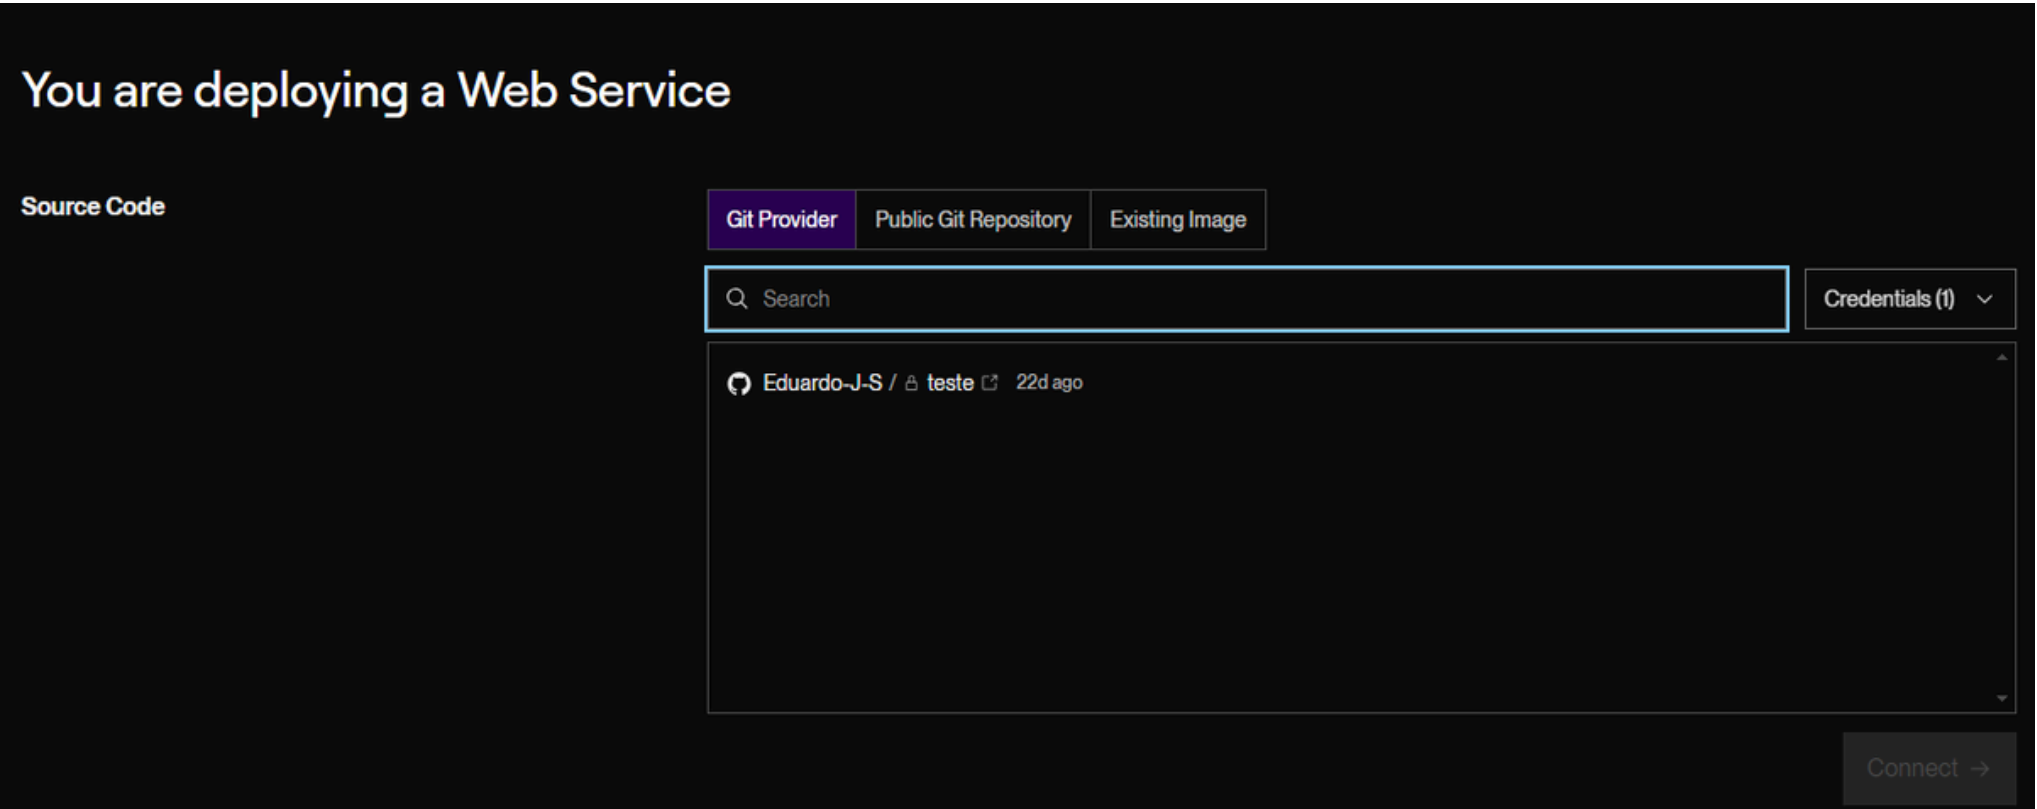 You are deploying a Web Service
Source Code
Git Provider Public Git Repository Existing Image
Search
Credentials (1)
Eduardo-J-S / teste 22d ago
Connect →